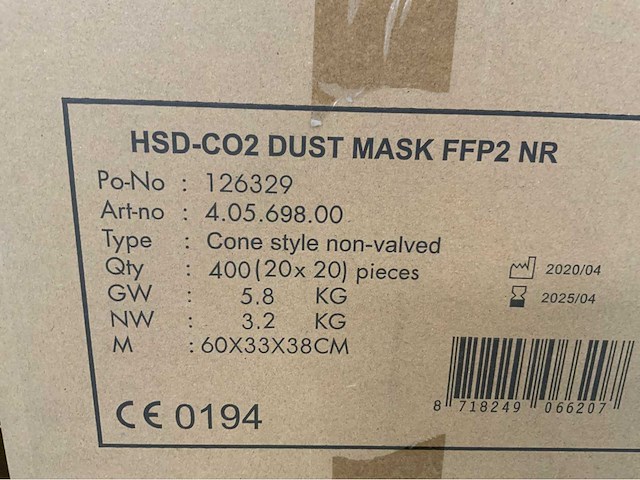 HSD-CO2 DUST MASK FFP2 NR
Po-No : 126329
Art-no : 4.05.698.00
Type : Cone style non-valved
Qty : 400(20x 20) pieces
2020/04
GW : 5.8 KG
2025/04
NW : 3.2 KG
M : 60X33X38CM
CE 0194
8 718249 066207